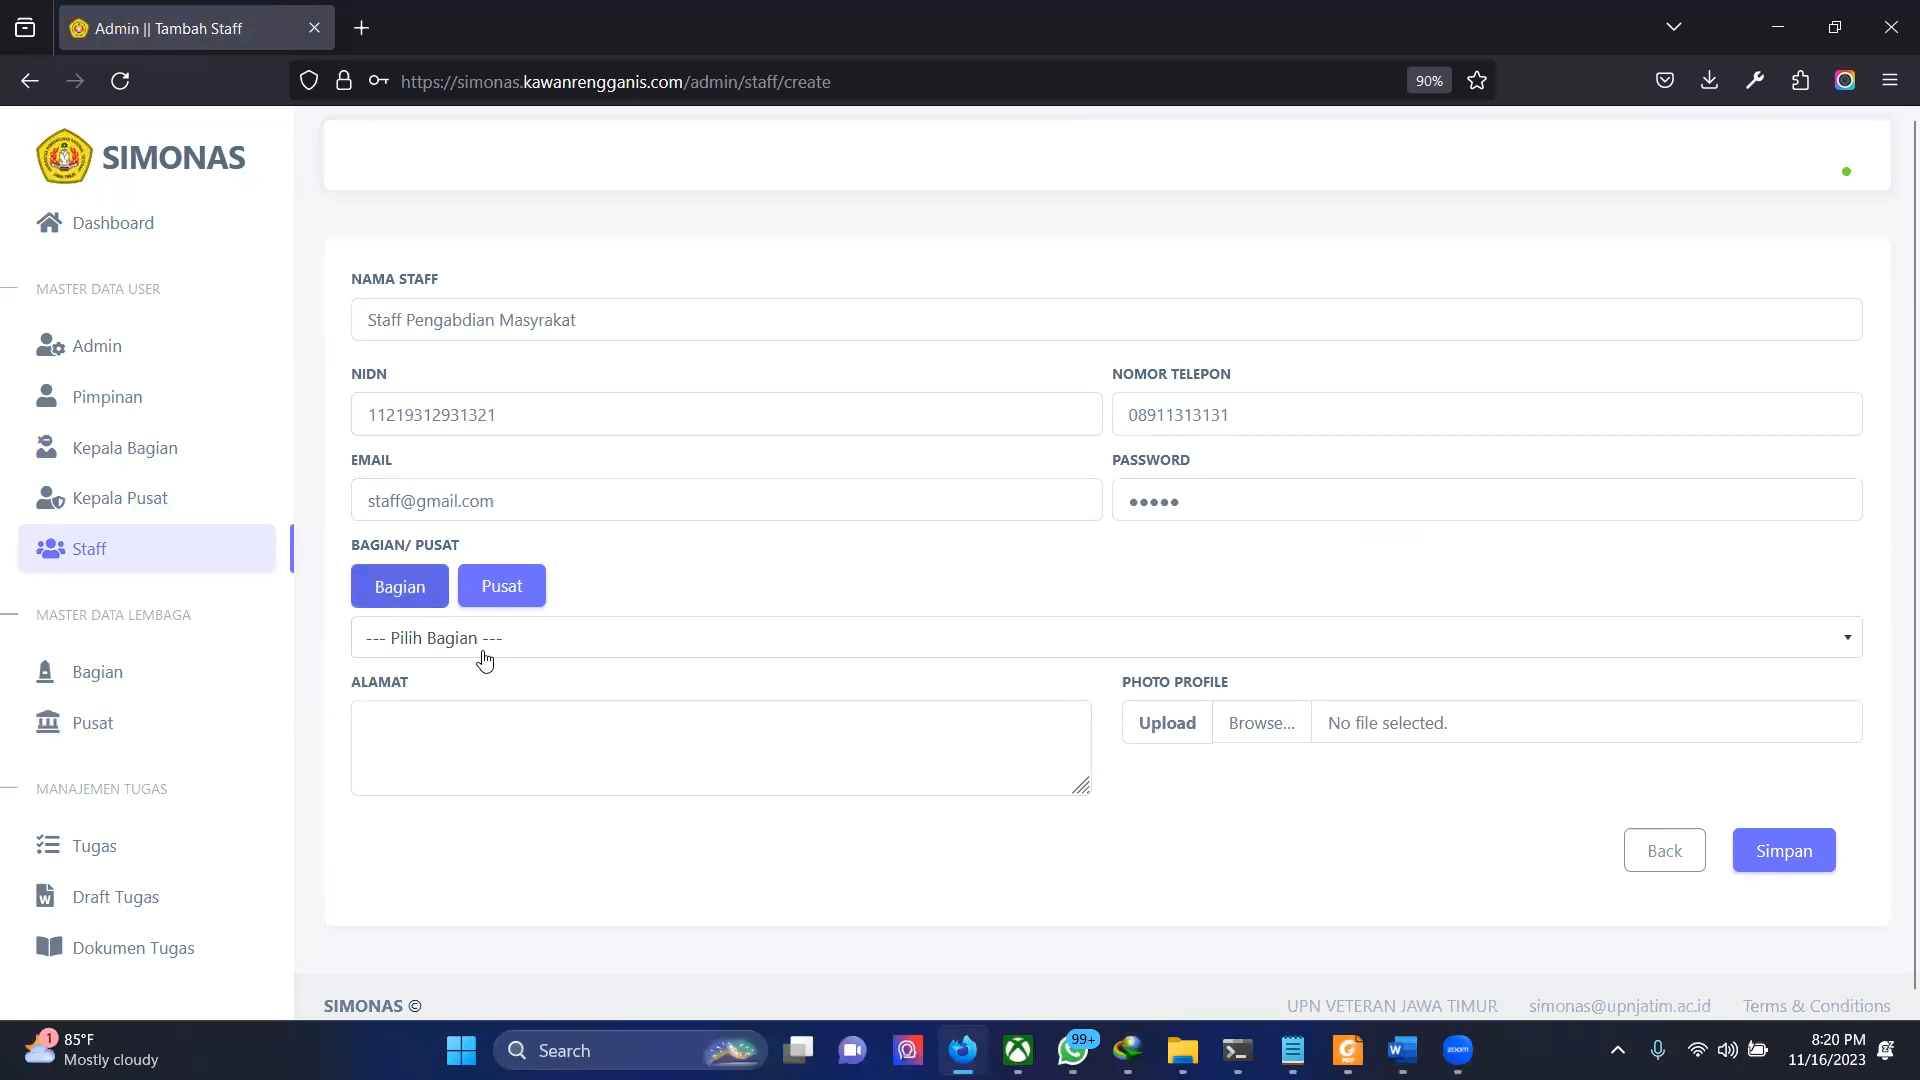 Admin || Tambah Staff
https://simonas.kawanrengganis.com/admin/staff/create
90%
SIMONAS
Dashboard
MASTER DATA USER
Admin
Pimpinan
Kepala Bagian
Kepala Pusat
Staff
MASTER DATA LEMBAGA
Bagian
Pusat
MANAJEMEN TUGAS
Tugas
Draft Tugas
Dokumen Tugas
NAMA STAFF
Staff Pengabdian Masyrakat
NIDN
NOMOR TELEPON
11219312931321
08911313131
EMAIL
PASSWORD
staff@gmail.com
●●●●●
BAGIAN/ PUSAT
Bagian
Pusat
--- Pilih Bagian ---
ALAMAT
PHOTO PROFILE
Upload
Browse...
No file selected.
Back
Simpan
SIMONAS ©
UPN VETERAN JAWA TIMUR
simonas@upnjatim.ac.id
Terms & Conditions
1
85°F
Mostly cloudy
Search
99+
zoom
8:20 PM
11/16/2023